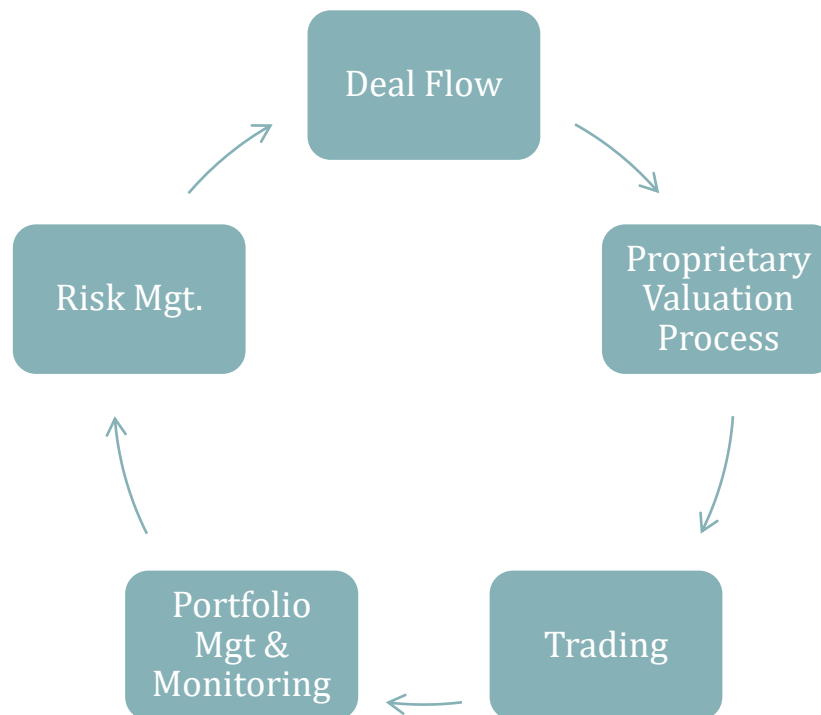 Deal Flow
Proprietary
Valuation
Process
Trading
Portfolio
Mgt &
Monitoring
Risk Mgt.